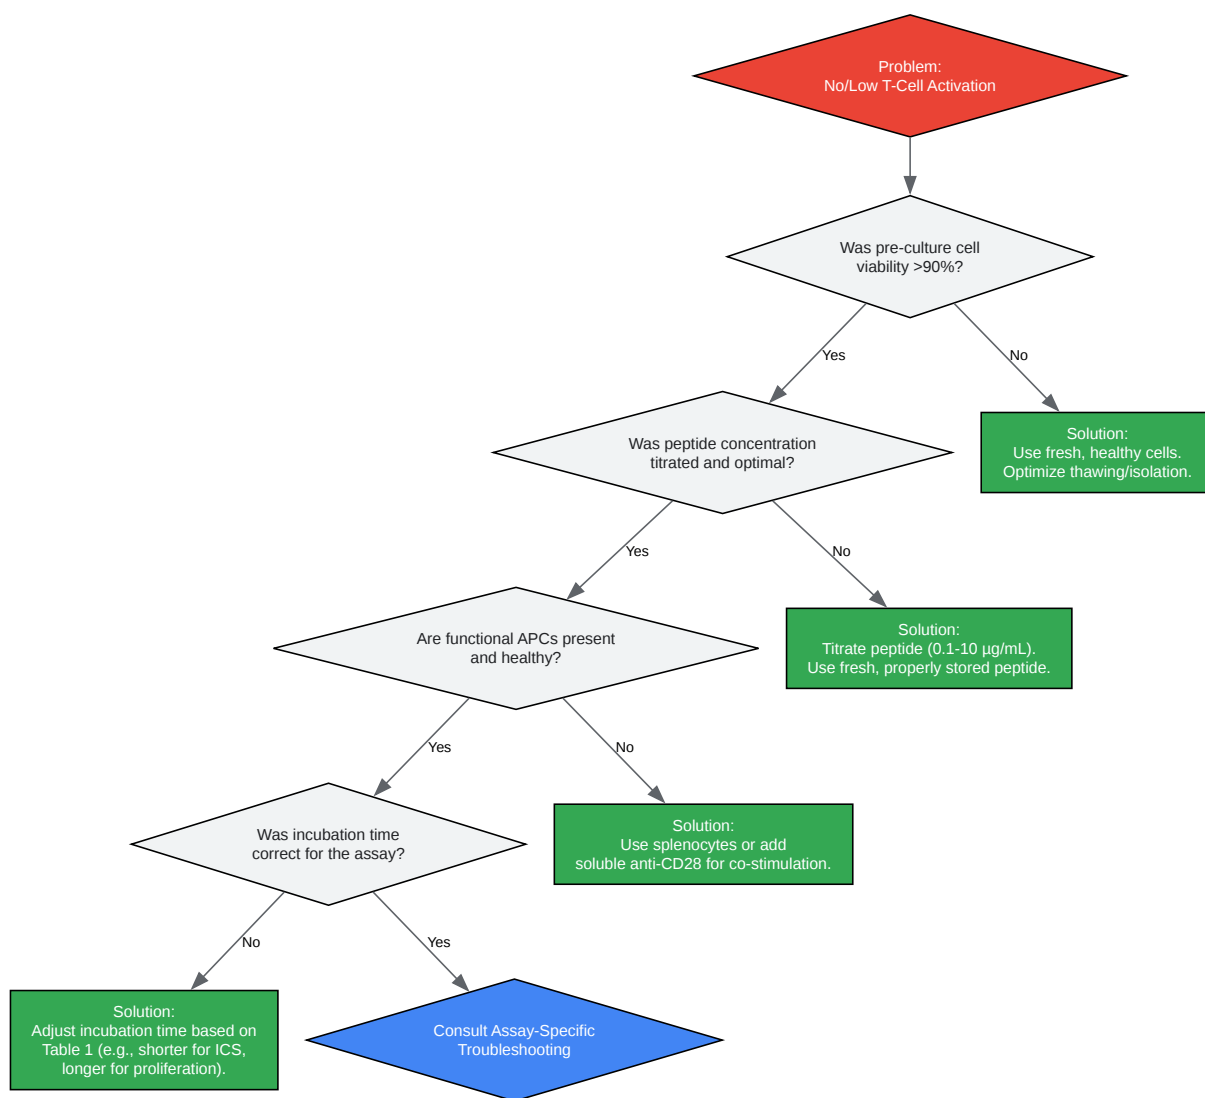 Problem:
No/Low T-Cell Activation
Was pre-culture cell
viability >90%?
Yes
No
Was peptide concentration
titrated and optimal?
Solution:
Use fresh, healthy cells.
Optimize thawing/isolation.
Yes
No
Are functional APCs present
and healthy?
Solution:
Titrate peptide (0.1-10 µg/mL).
Use fresh, properly stored peptide.
Yes
No
Was incubation time
correct for the assay?
Solution:
Use splenocytes or add
soluble anti-CD28 for co-stimulation.
No
Yes
Solution:
Adjust incubation time based on
Table 1 (e.g., shorter for ICS,
longer for proliferation).
Consult Assay-Specific
Troubleshooting